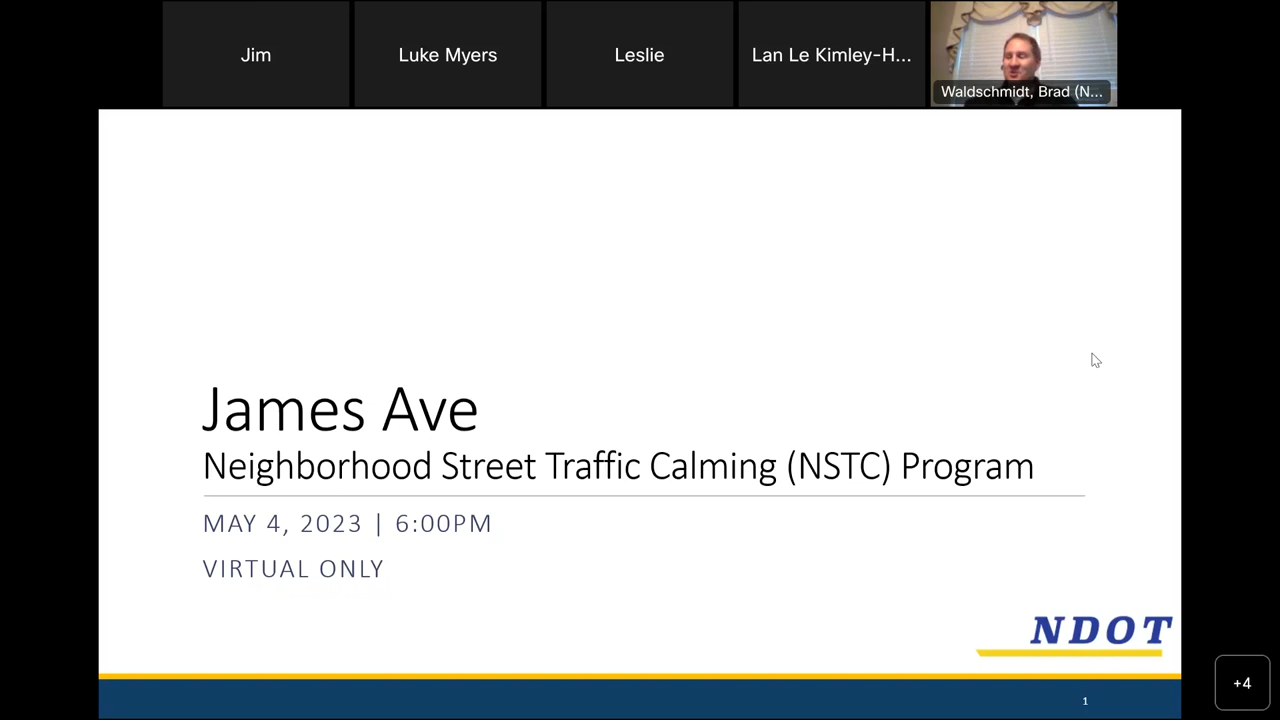 Jim
Luke Myers
Leslie
Lan Le Kimley-H...
Waldschmidt, Brad (N...
James Ave
Neighborhood Street Traffic Calming (NSTC) Program
MAY 4, 2023 | 6:00PM
VIRTUAL ONLY
NDOT
+4
1